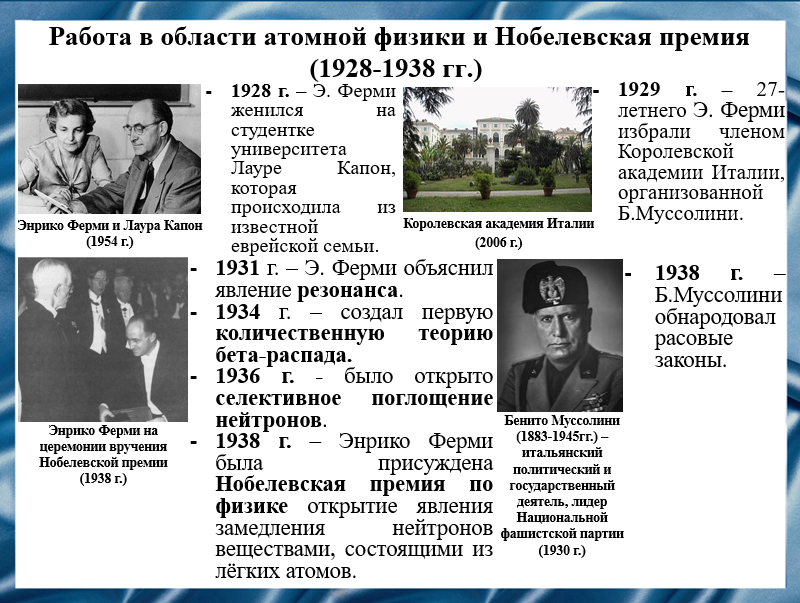 Работа в области атомной физики и Нобелевская премия
(1928-1938 гг.)
- 1928 г. – Э. Ферми
женился на
студентке
университета
Лауре Капон,
которая
происходила из
известной
еврейской семьи.
Энрико Ферми и Лаура Капон
(1954 г.)
Королевская академия Италии
(2006 г.)
- 1929 г. – 27-
летнего Э. Ферми
избрали членом
Королевской
академии Италии,
организованной
Б.Муссолини.
- 1931 г. – Э. Ферми объяснил
явление резонанса.
- 1934 г. – создал первую
количественную теорию
бета-распада.
- 1936 г. - было открыто
селективное поглощение
нейтронов.
- 1938 г. – Энрико Ферми
была присуждена
Нобелевская премия по
физике открытие явления
замедления нейтронов
веществами, состоящими из
лёгких атомов.
Энрико Ферми на
церемонии вручения
Нобелевской премии
(1938 г.)
Бенито Муссолини
(1883-1945гг.) –
итальянский
политический и
государственный
деятель, лидер
Национальной
фашистской партии
(1930 г.)
- 1938 г. –
Б.Муссолини
обнародовал
расовые
законы.